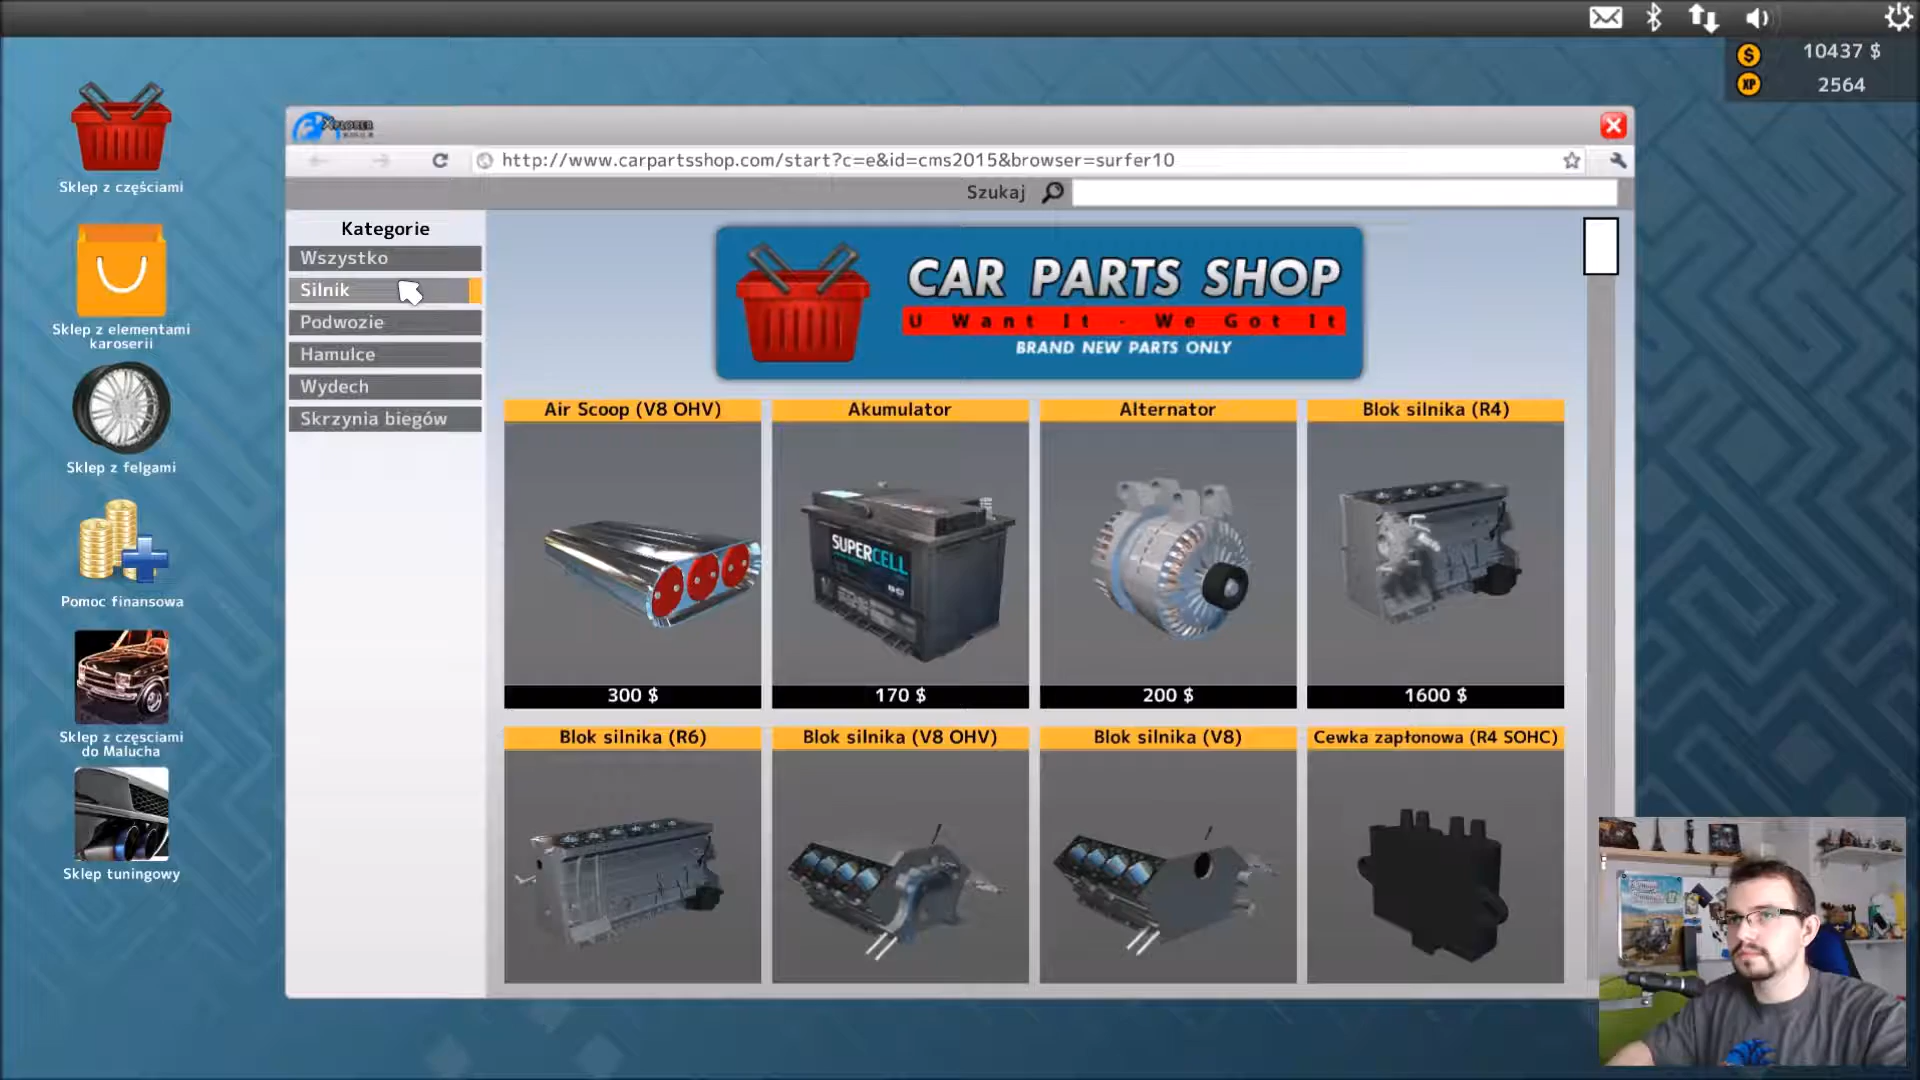 10437 $
XP 2564
Sklep z częściami
Sklep z elementami
karoserii
Sklep z felgami
Pomoc finansowa
Sklep z częsciami
do Malucha
Sklep tuningowy
http://www.carpartsshop.com/start?c=e&id=cms2015&browser=surfer10
Szukaj
Kategorie
Wszystko
Silnik
Podwozie
Hamulce
Wydech
Skrzynia biegów
CAR PARTS SHOP
U Want It - We Got It
BRAND NEW PARTS ONLY
Air Scoop (V8 OHV)
300 $
Akumulator
SUPERCELL
170 $
Alternator
200 $
Blok silnika (R4)
1600 $
Blok silnika (R6)
Blok silnika (V8 OHV)
Blok silnika (V8)
Cewka zapłonowa (R4 SOHC)